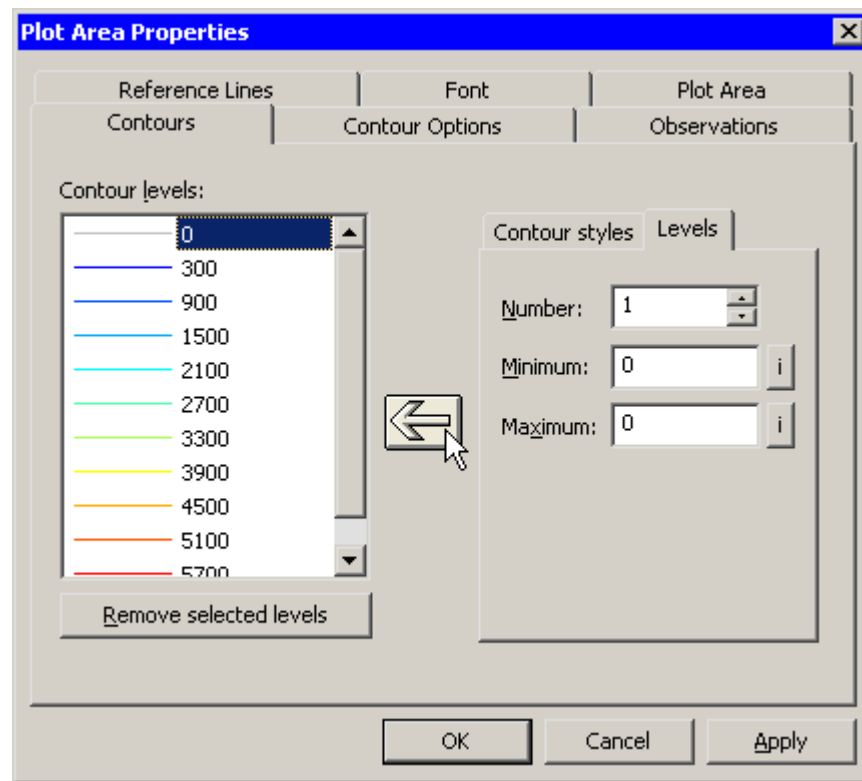 Plot Area Properties
Reference Lines
Font
Plot Area
Contours
Contour Options
Observations
Contour levels:
0
300
900
1500
2100
2700
3300
3900
4500
5100
5700
Remove selected levels
Contour styles
Levels
Number:
1
Minimum:
0
i
Maximum:
0
i
OK
Cancel
Apply